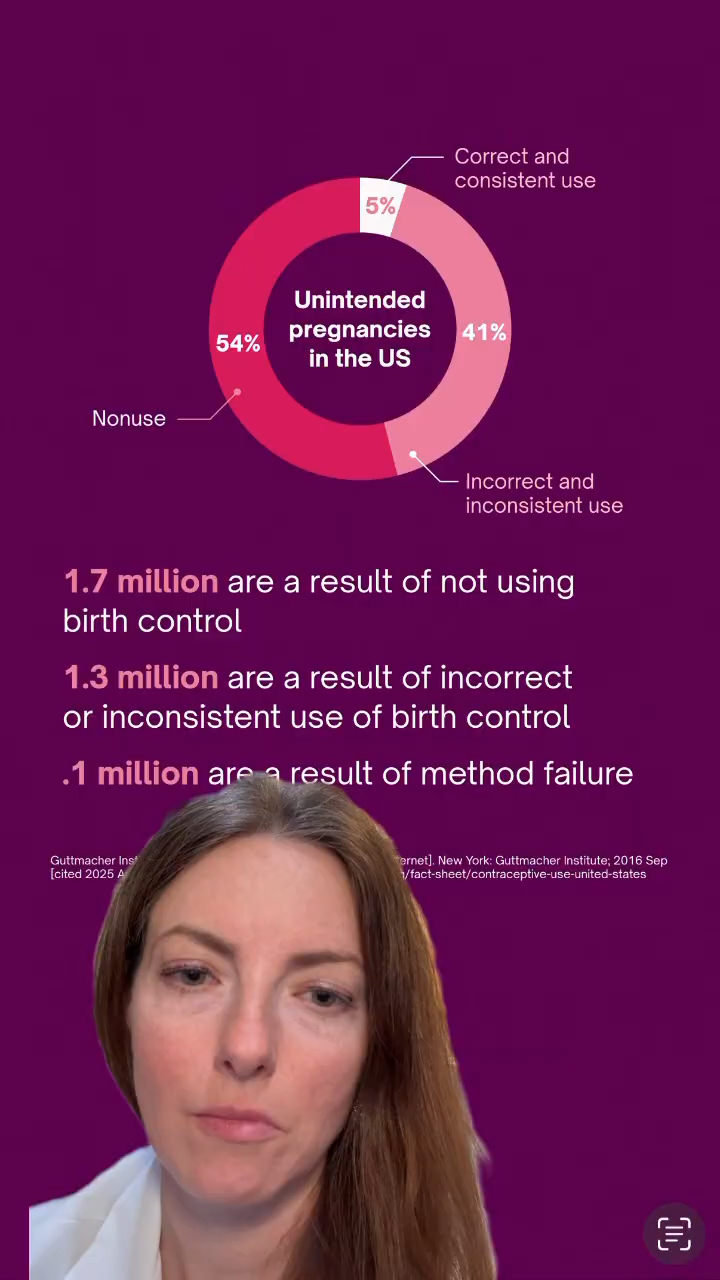 Correct and
consistent use
5%
Unintended
pregnancies
in the US
54%
41%
Nonuse
Incorrect and
inconsistent use
1.7 million are a result of not using
birth control
1.3 million are a result of incorrect
or inconsistent use of birth control
.1 million are a result of method failure
Guttmacher ernet]. New York: Guttmacher Institute; 2016 Sep
[cited 2025 /fact-sheet/contraceptive-use-united-states